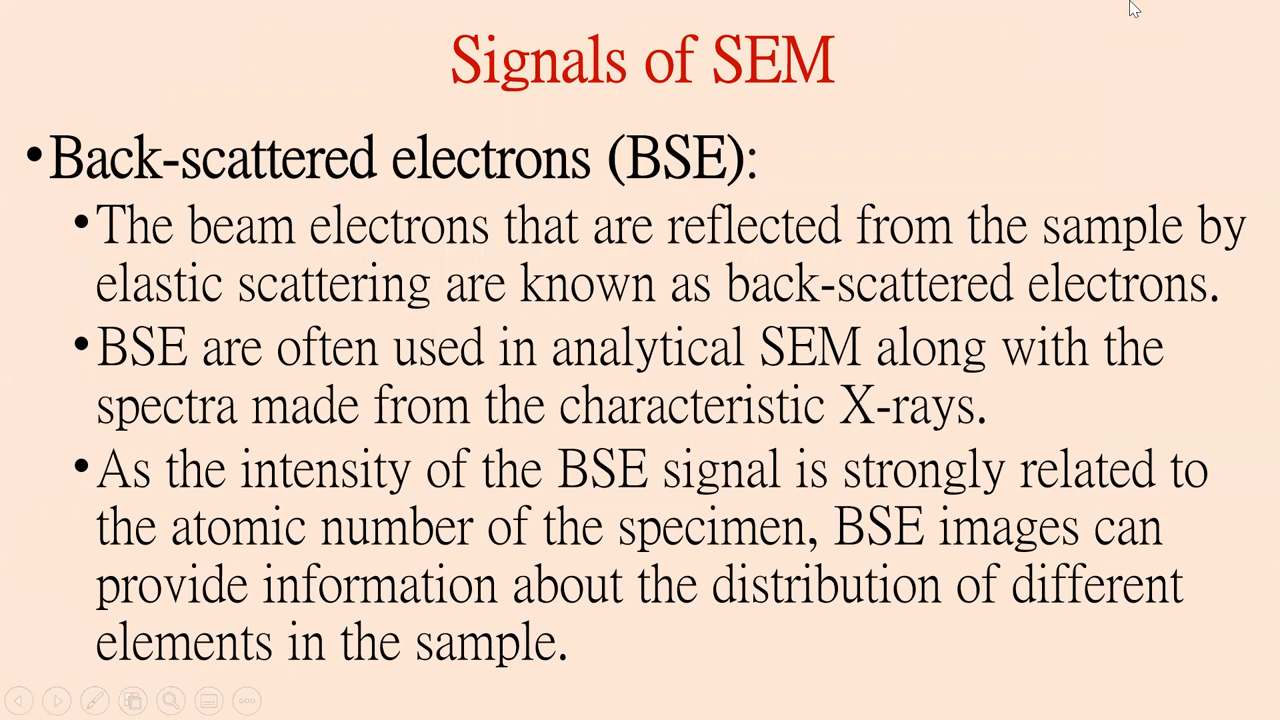 Signals of SEM
•Back-scattered electrons (BSE):
•The beam electrons that are reflected from the sample by
elastic scattering are known as back-scattered electrons.
•BSE are often used in analytical SEM along with the
spectra made from the characteristic X-rays.
•As the intensity of the BSE signal is strongly related to
the atomic number of the specimen, BSE images can
provide information about the distribution of different
elements in the sample.